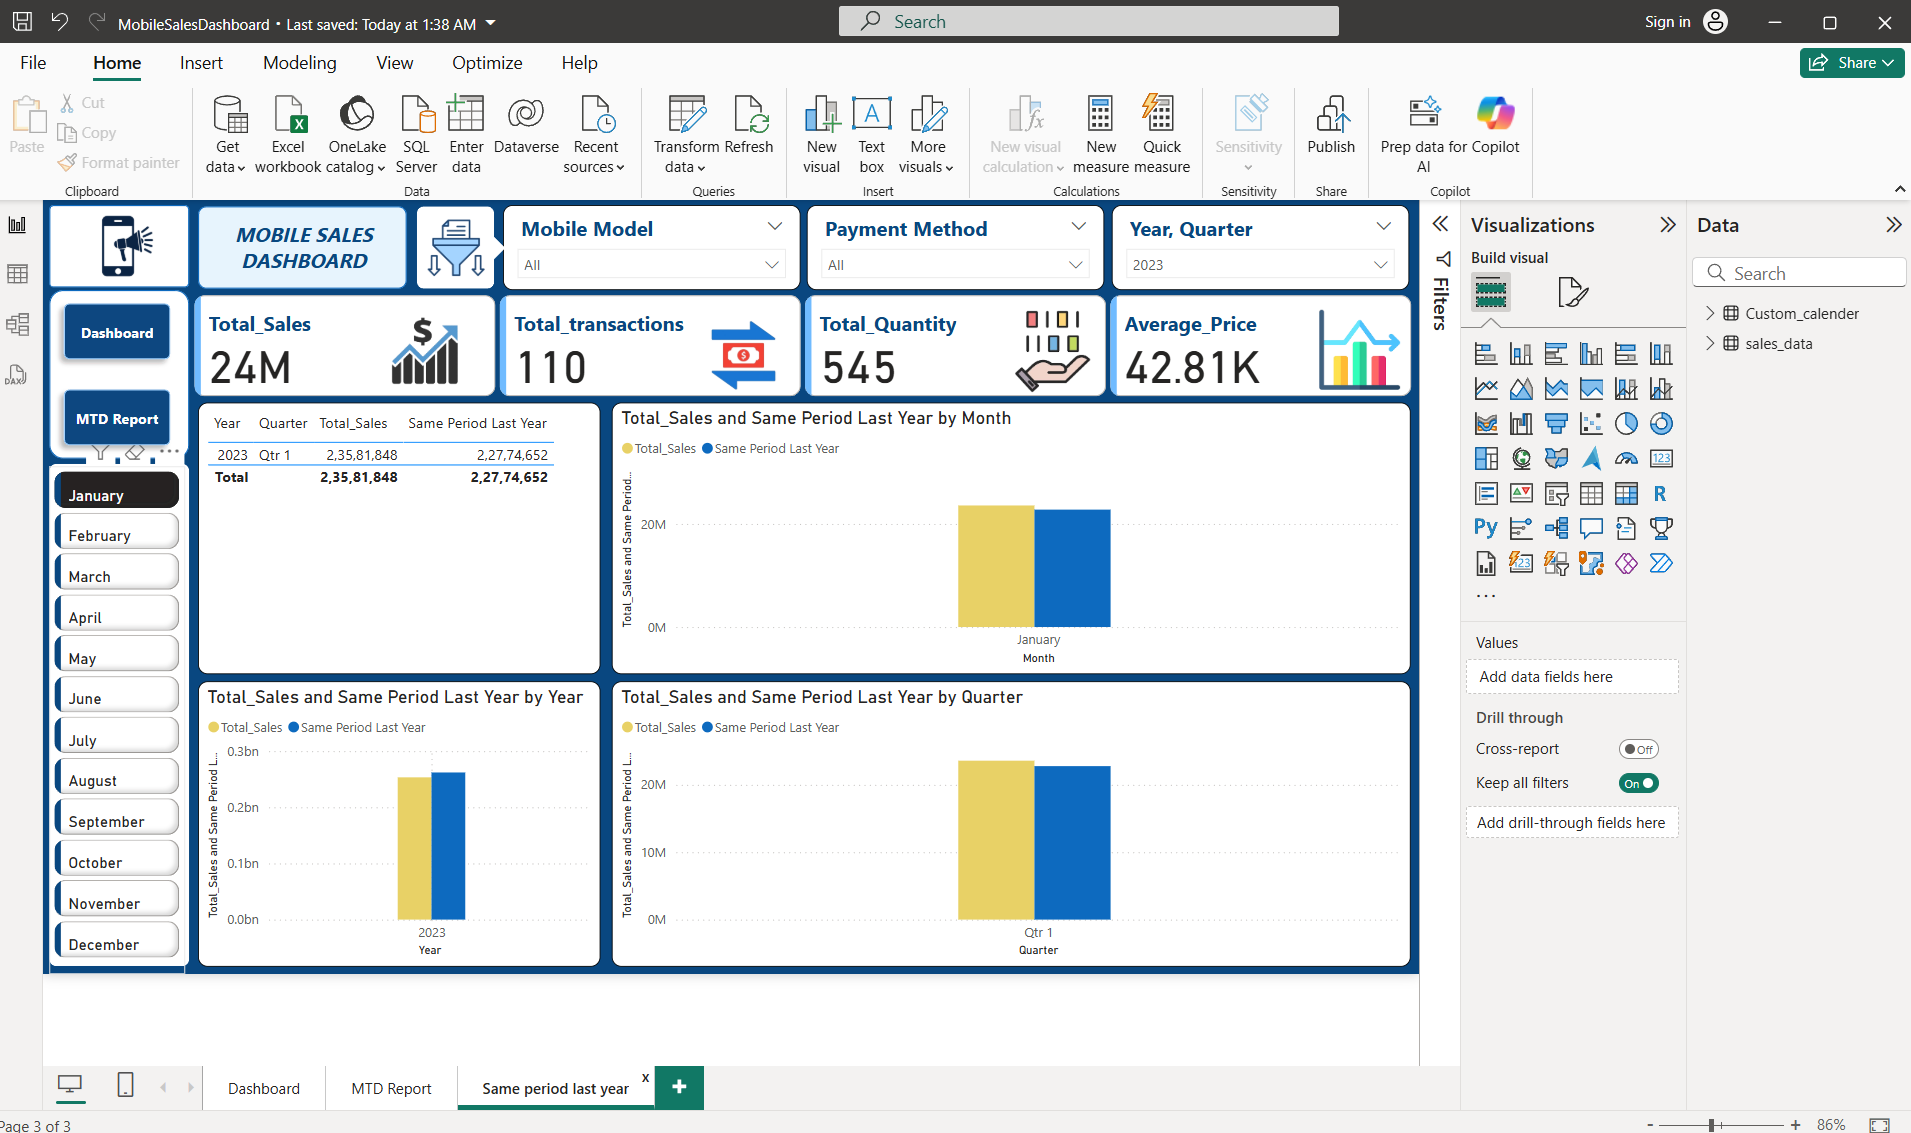 MobileSalesDashboard • Last saved: Today at 1:38 AM
Search
Sign in
File
Home
Insert
Modeling
View
Optimize
Help
Share
Paste
Cut
Copy
Format painter
Clipboard
Get data
Excel workbook
OneLake catalog
SQL Server
Enter data
Dataverse
Recent sources
Data
Transform data
Refresh
Queries
New visual
Text box
More visuals
Insert
New visual calculation
New measure
Quick measure
Calculations
Sensitivity
Sensitivity
Publish
Share
Prep data for AI
Copilot
Copilot
MOBILE SALES
DASHBOARD
Mobile Model
All
Payment Method
All
Year, Quarter
2023
Dashboard
MTD Report
Total_Sales
24M
Total_transactions
110
Total_Quantity
545
Average_Price
42.81K
January
February
March
April
May
June
July
August
September
October
November
December
Year Quarter Total_Sales Same Period Last Year
2023 Qtr 1 2,35,81,848 2,27,74,652
Total 2,35,81,848 2,27,74,652
Total_Sales and Same Period Last Year by Month
Total_Sales Same Period Last Year
Total_Sales and Same Period...
20M
0M
January
Month
Total_Sales and Same Period Last Year by Year
Total_Sales Same Period Last Year
Total_Sales and Same Period L...
0.3bn
0.2bn
0.1bn
0.0bn
2023
Year
Total_Sales and Same Period Last Year by Quarter
Total_Sales Same Period Last Year
Total_Sales and Same Period L...
20M
10M
0M
Qtr 1
Quarter
Filters
Visualizations
Build visual
123
R
Py
123
...
Values
Add data fields here
Drill through
Cross-report
Off
Keep all filters
On
Add drill-through fields here
Data
Search
Custom_calender
sales_data
DAX
Dashboard
MTD Report
Same period last year
x
+
Page 3 of 3
- + 86%